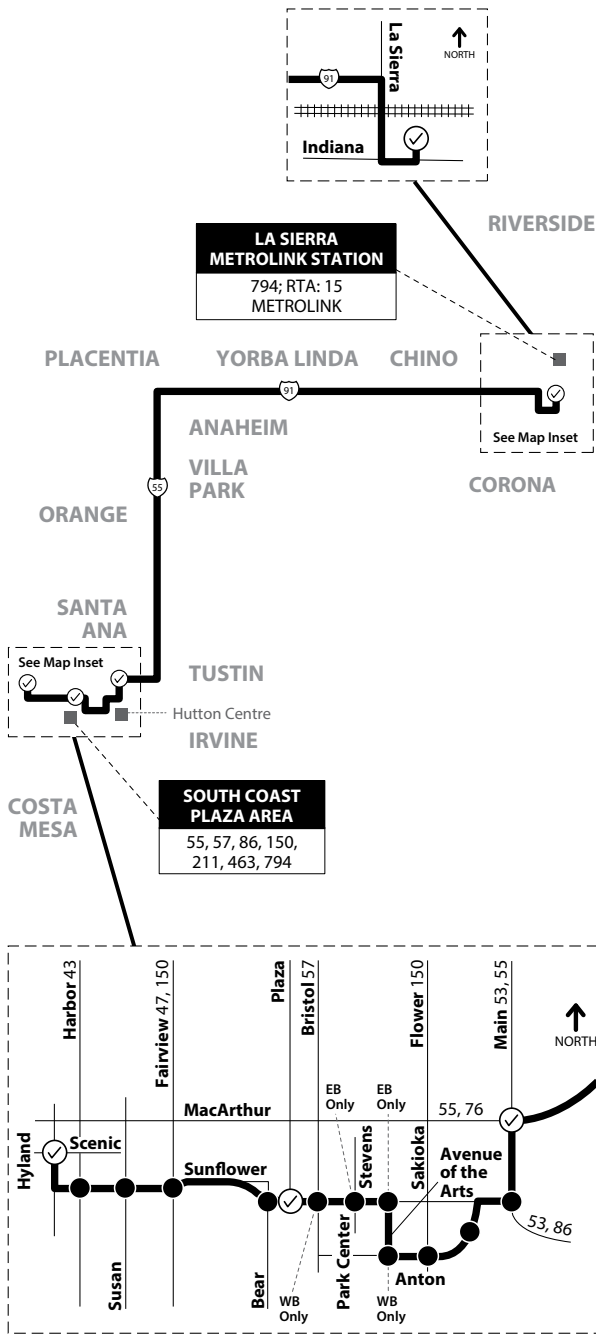 La Sierra
NORTH
91
Indiana
RIVERSIDE
LA SIERRA
METROLINK STATION
794; RTA: 15
METROLINK
PLACENTIA
YORBA LINDA
CHINO
91
See Map Inset
ANAHEIM
VILLA
PARK
CORONA
55
ORANGE
SANTA
ANA
See Map Inset
TUSTIN
Hutton Centre
IRVINE
COSTA
MESA
SOUTH COAST
PLAZA AREA
55, 57, 86, 150,
211, 463, 794
Harbor 43
Fairview 47, 150
Plaza
Bristol 57
Flower 150
Main 53, 55
NORTH
EB
Only
EB
Only
MacArthur
55, 76
Hyland
Scenic
Sunflower
Stevens
Sakioka
Avenue
of the
Arts
53, 86
Susan
Bear
Park Center
Anton
WB
Only
WB
Only